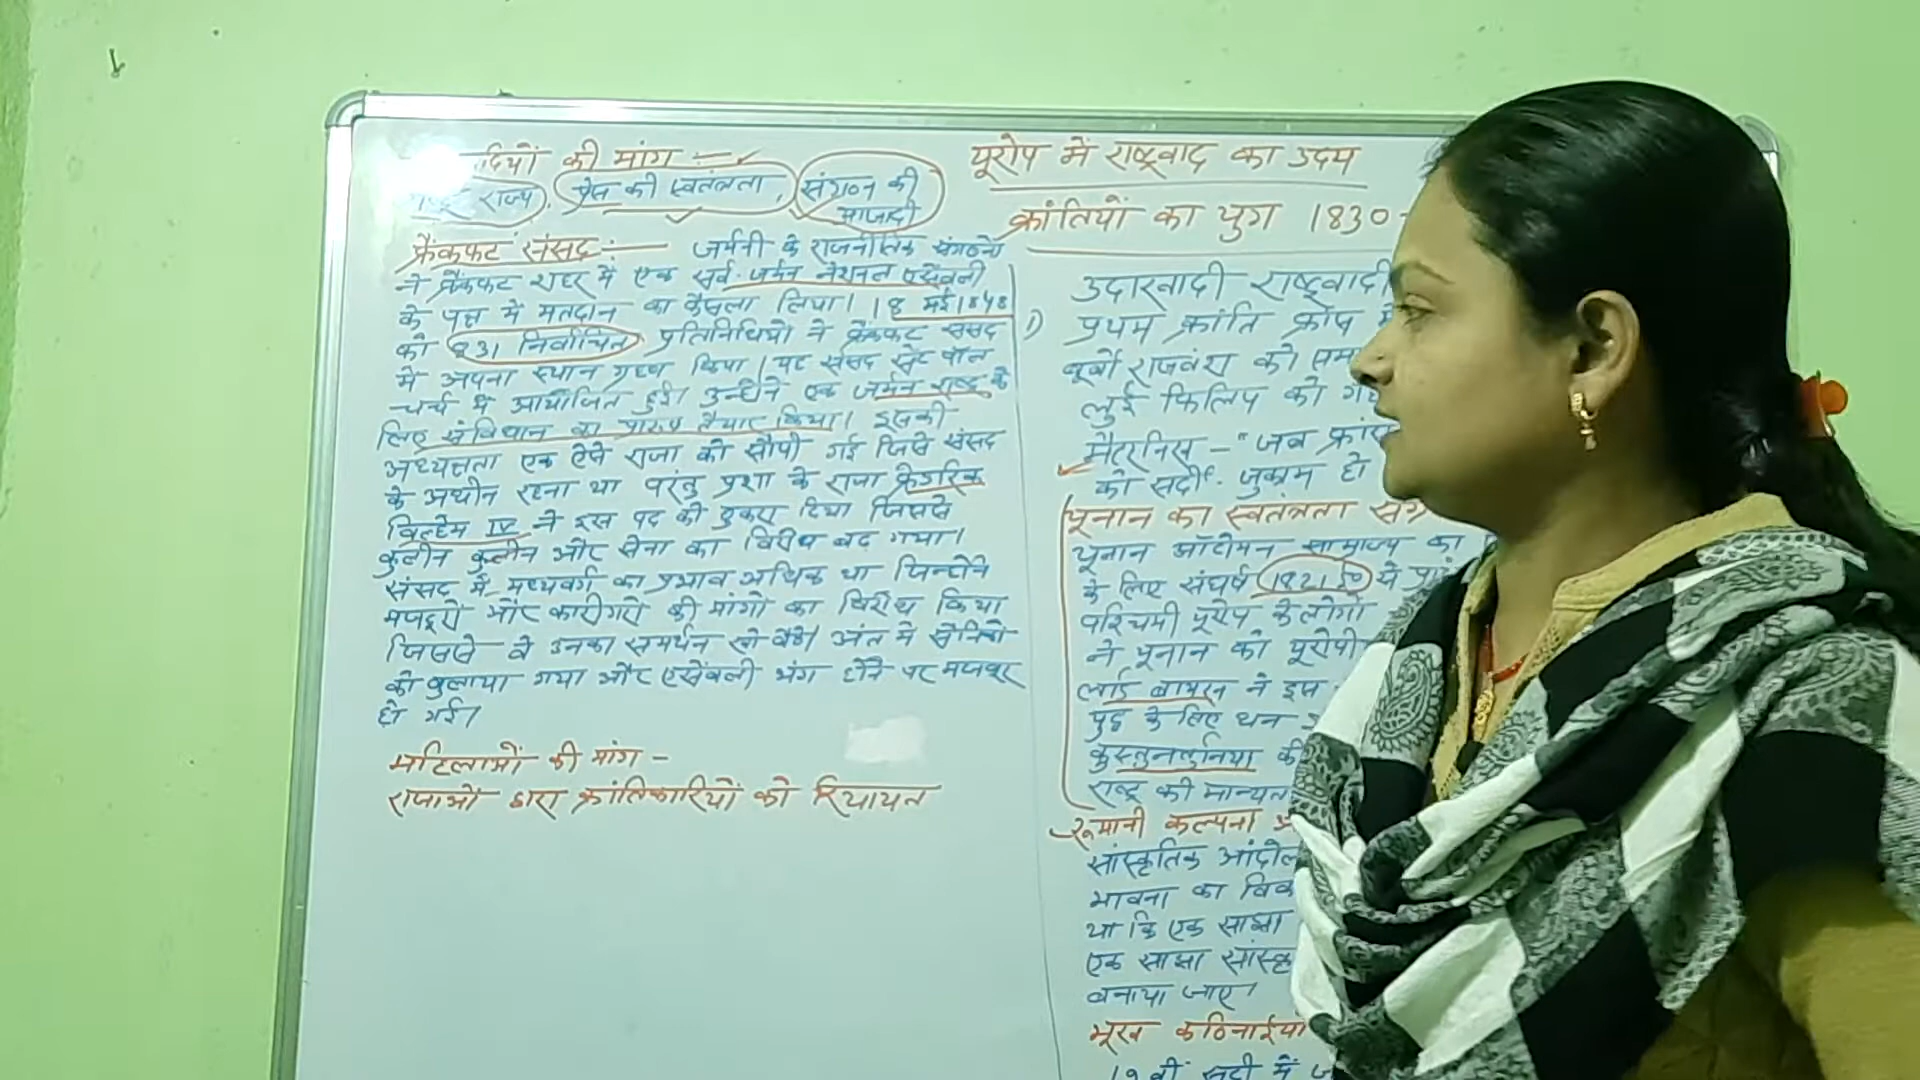 दियों की मांग :-
राज्य, प्रेस की स्वतंत्रता, संगठन की
आजादी
फ्रैंकफर्ट संसद :— जर्मनी के राजनीतिक संगठनों
ने फ्रैंकफर्ट शहर में एक सर्व-जर्मन नेशनल एसेंबली
के पक्ष में मतदान का फैसला लिया। 18 मई 1848
को 831 निर्वाचित प्रतिनिधियों ने फ्रैंकफर्ट संसद
में अपना स्थान ग्रहण किया। यह संसद सेंट पॉल
चर्च में आयोजित हुई। उन्होंने एक जर्मन राष्ट्र के
लिए संविधान का प्रारूप तैयार किया। इसकी
अध्यक्षता एक ऐसे राजा को सौंपी गई जिसे संसद
के अधीन रहना था परंतु प्रशा के राजा फ्रेडरिक
विल्हेम IV ने इस पद को ठुकरा दिया जिससे
कुलीन कुलीन और सेना का विरोध बढ़ गया।
संसद में मध्यवर्ग का प्रभाव अधिक था जिन्होंने
मजदूरों और कारीगरों की मांगों का विरोध किया
जिससे वे उनका समर्थन खो बैठे। अंत में सैनिको
को बुलाया गया और एसेंबली भंग होने पर मजबूर
हो गई।
महिलाओं की मांग -
राजाओं द्वारा क्रांतिकारियों को रियायत
यूरोप में राष्ट्रवाद का उदय
क्रांतियों का युग 1830-
उदारवादी राष्ट्रवादी
1) प्रथम क्रांति फ्रांस
बूर्बों राजवंश को
लुई फिलिप को
मैटरनिख - "जब फ्रांस
को सर्दी जुकाम हो
यूनान का स्वतंत्रता
यूनान ऑटोमन साम्राज्य का
के लिए संघर्ष 1821 ई० से
पश्चिमी यूरोप के लोगों
ने यूनान को यूरोपी
लार्ड बायरन ने इस
युद्ध के लिए धन
कुस्तुनतुनिया की
राष्ट्र की मान्यता
रूमानी कल्पना
सांस्कृतिक
भावना का
था कि एक साझा
एक साझा
बनाया जाए।
भूख कठिनाईया
19 वीं सदी में